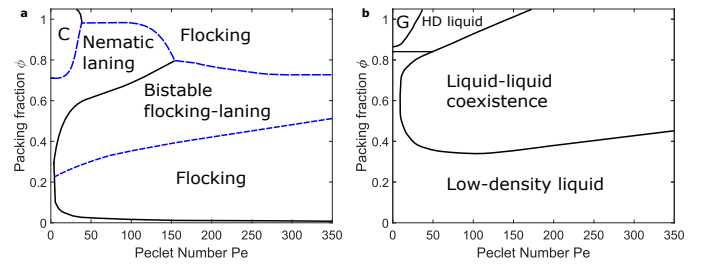 a
Packing fraction ϕ
1
0.8
0.6
0.4
0.2
0
C
Nematic
laning
Flocking
Bistable
flocking-laning
Flocking
0 50 100 150 200 250 300 350
Peclet Number Pe
b
Packing fraction ϕ
1
0.8
0.6
0.4
0.2
0
G
HD liquid
Liquid-liquid
coexistence
Low-density liquid
0 50 100 150 200 250 300 350
Peclet Number Pe